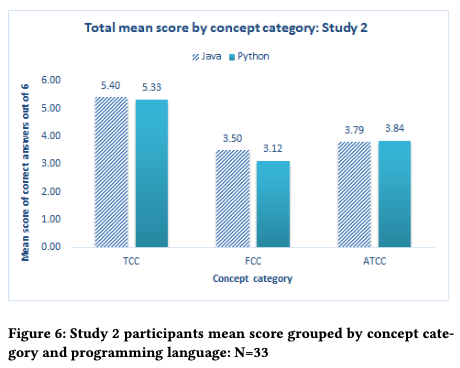 Total mean score by concept category: Study 2
Java Python
Mean score of correct answers out of 6
6.00
5.00
4.00
3.00
2.00
1.00
0.00
5.40 5.33
3.50 3.12
3.79 3.84
TCC FCC ATCC
Concept category
Figure 6: Study 2 participants mean score grouped by concept cate-
gory and programming language: N=33